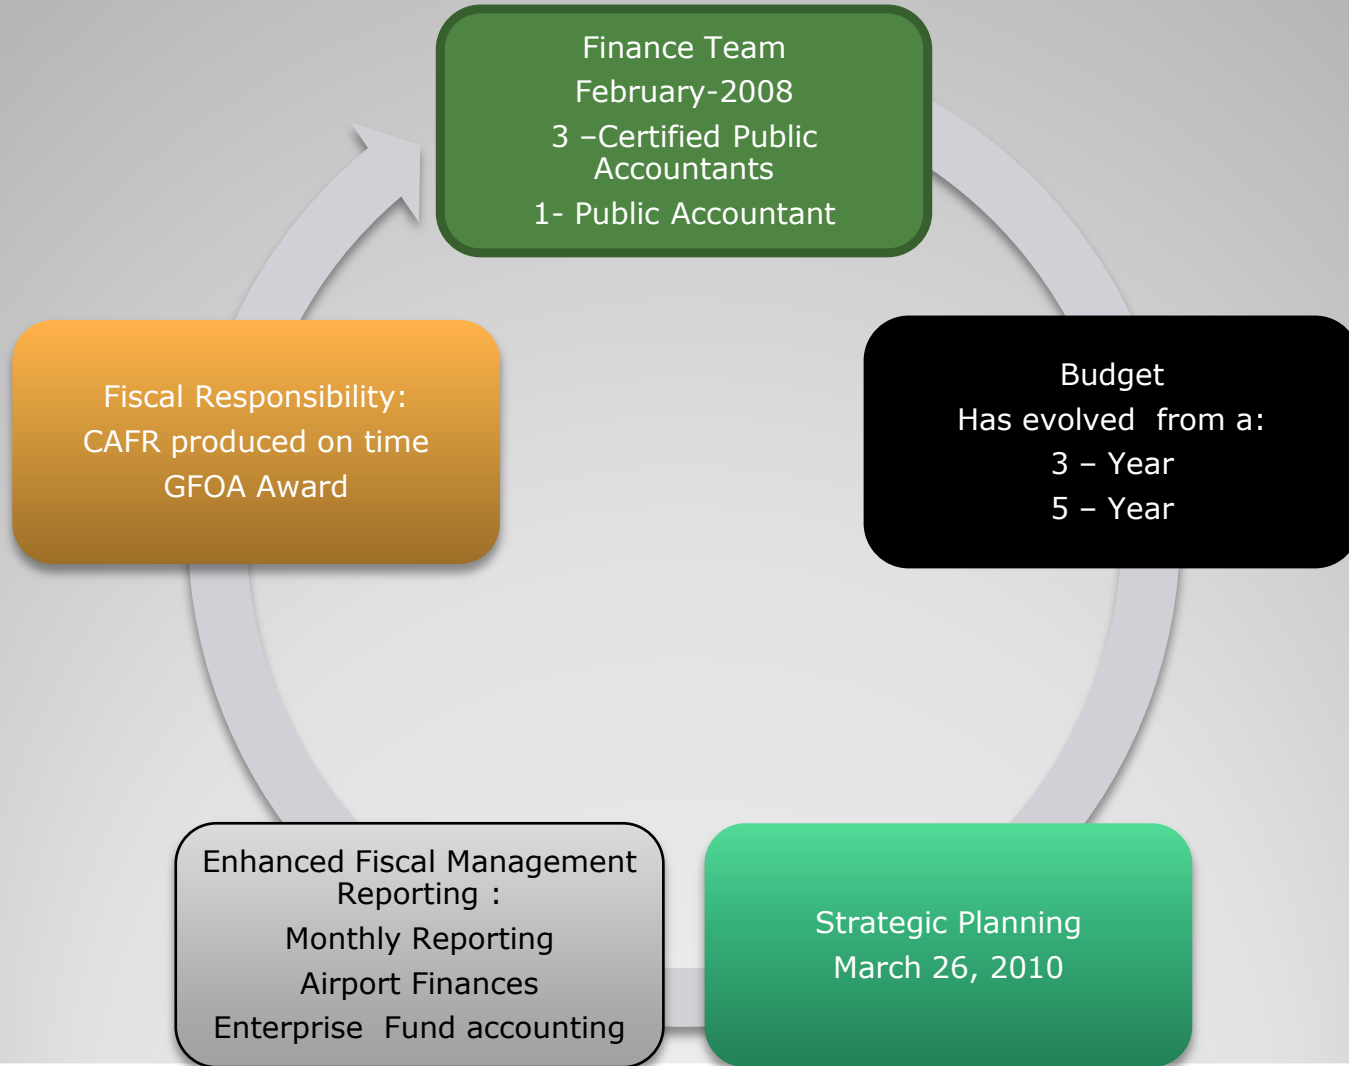 Finance Team
February-2008
3 –Certified Public
Accountants
1- Public Accountant
Budget
Has evolved  from a:
3 – Year
5 – Year
Strategic Planning
March 26, 2010
Enhanced Fiscal Management
Reporting :
Monthly Reporting
Airport Finances
Enterprise  Fund accounting
Fiscal Responsibility:
CAFR produced on time
GFOA Award